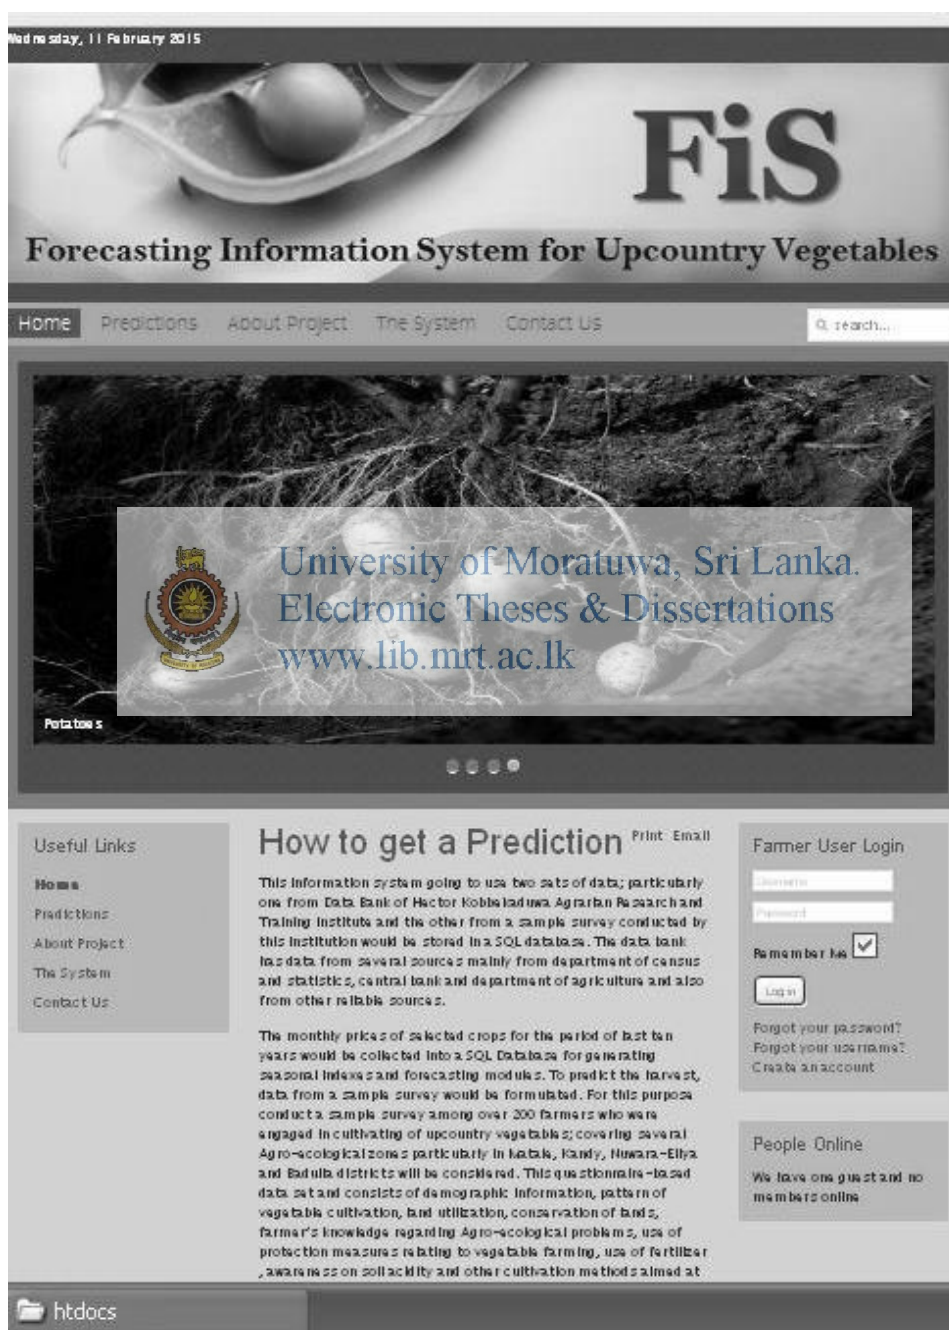 Wednesday, 11 February 2015
FiS
Forecasting Information System for Upcountry Vegetables
Home Predictions About Project The System Contact Us
search...
University of Moratuwa, Sri Lanka.
Electronic Theses & Dissertations
www.lib.mrt.ac.lk
Potatoes
Useful Links
Home
Predictions
About Project
The System
Contact Us
How to get a Prediction Print Email
This information system going to use two sets of data; particularly
one from Data Bank of Hector Kobbekaduwa Agrarian Research and
Training Institute and the other from a sample survey conducted by
this institution would be stored in a SQL database. The data bank
has data from several sources mainly from department of census
and statistics, central bank and department of agriculture and also
from other reliable sources.
The monthly prices of selected crops for the period of last ten
years would be collected into a SQL Database for generating
seasonal indexes and forecasting modules. To predict the harvest,
data from a sample survey would be formulated. For this purpose
conduct a sample survey among over 200 farmers who were
engaged in cultivating of upcountry vegetables; covering several
Agro-ecological zones particularly in Matale, Kandy, Nuwara-Eliya
and Badulla districts will be considered. This questionnaire-based
data set and consists of demographic information, pattern of
vegetable cultivation, land utilization, conservation of lands,
farmer's knowledge regarding Agro-ecological problems, use of
protection measures relating to vegetable farming, use of fertilizer
, awareness on soil acidity and other cultivation methods aimed at
Farmer User Login
Username
Password
Remember Me
Log in
Forgot your password?
Forgot your username?
Create an account
People Online
We have one guest and no
members online
htdocs